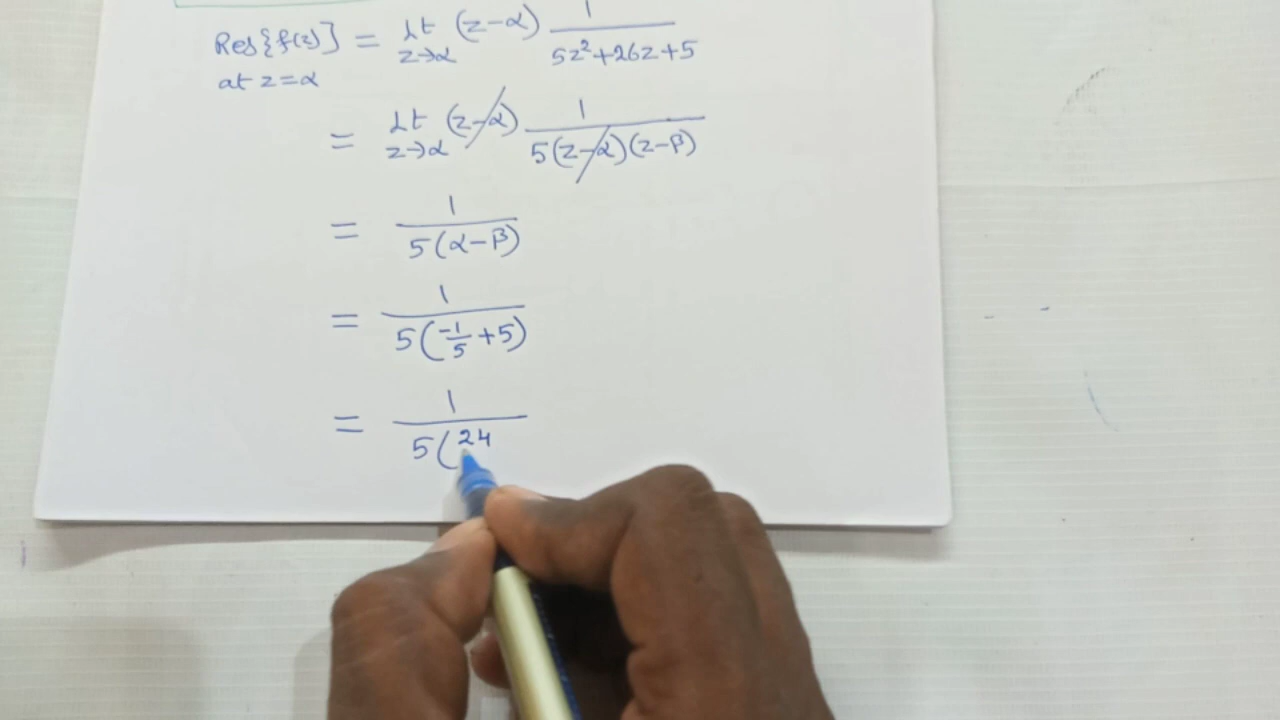 Res{f(z)} = Lt (z-α) 1
z→α 5z²+26z+5
at z=α
= Lt (z-α) 1
z→α 5(z-α)(z-β)
= 1
5(α-β)
= 1
5(-1/5+5)
= 1
5(24